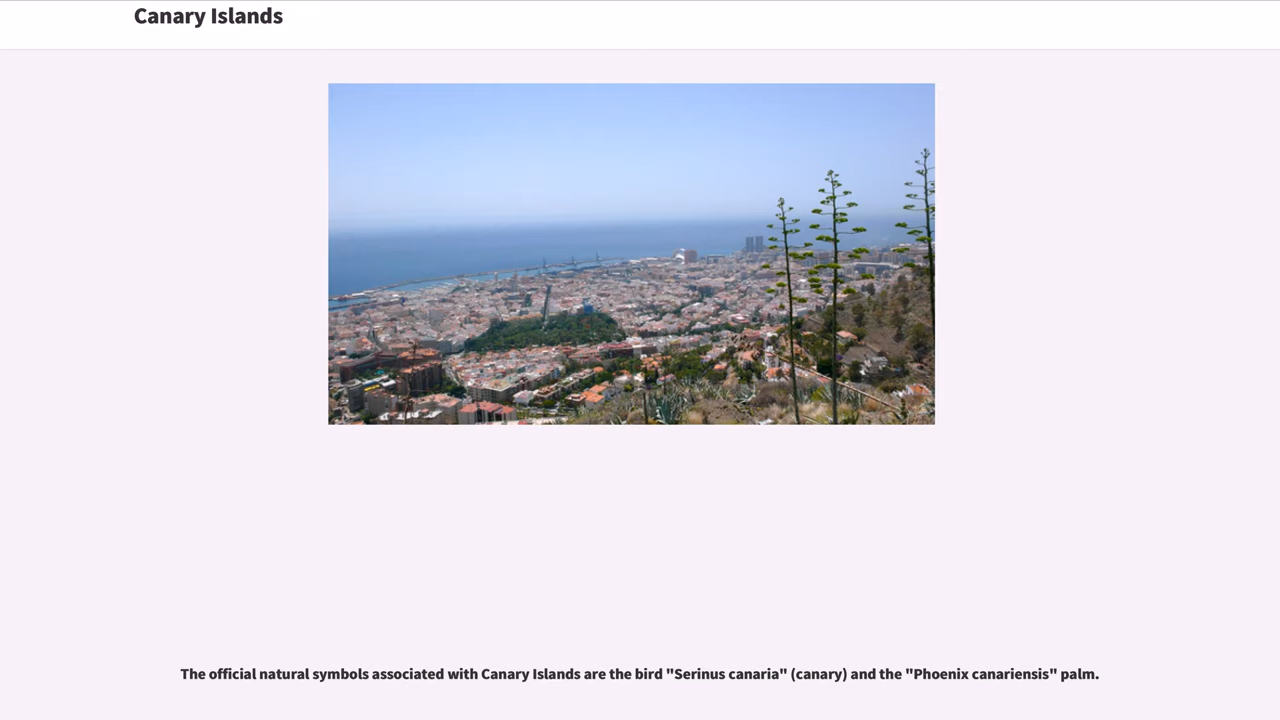 Canary Islands
The official natural symbols associated with Canary Islands are the bird "Serinus canaria" (canary) and the "Phoenix canariensis" palm.